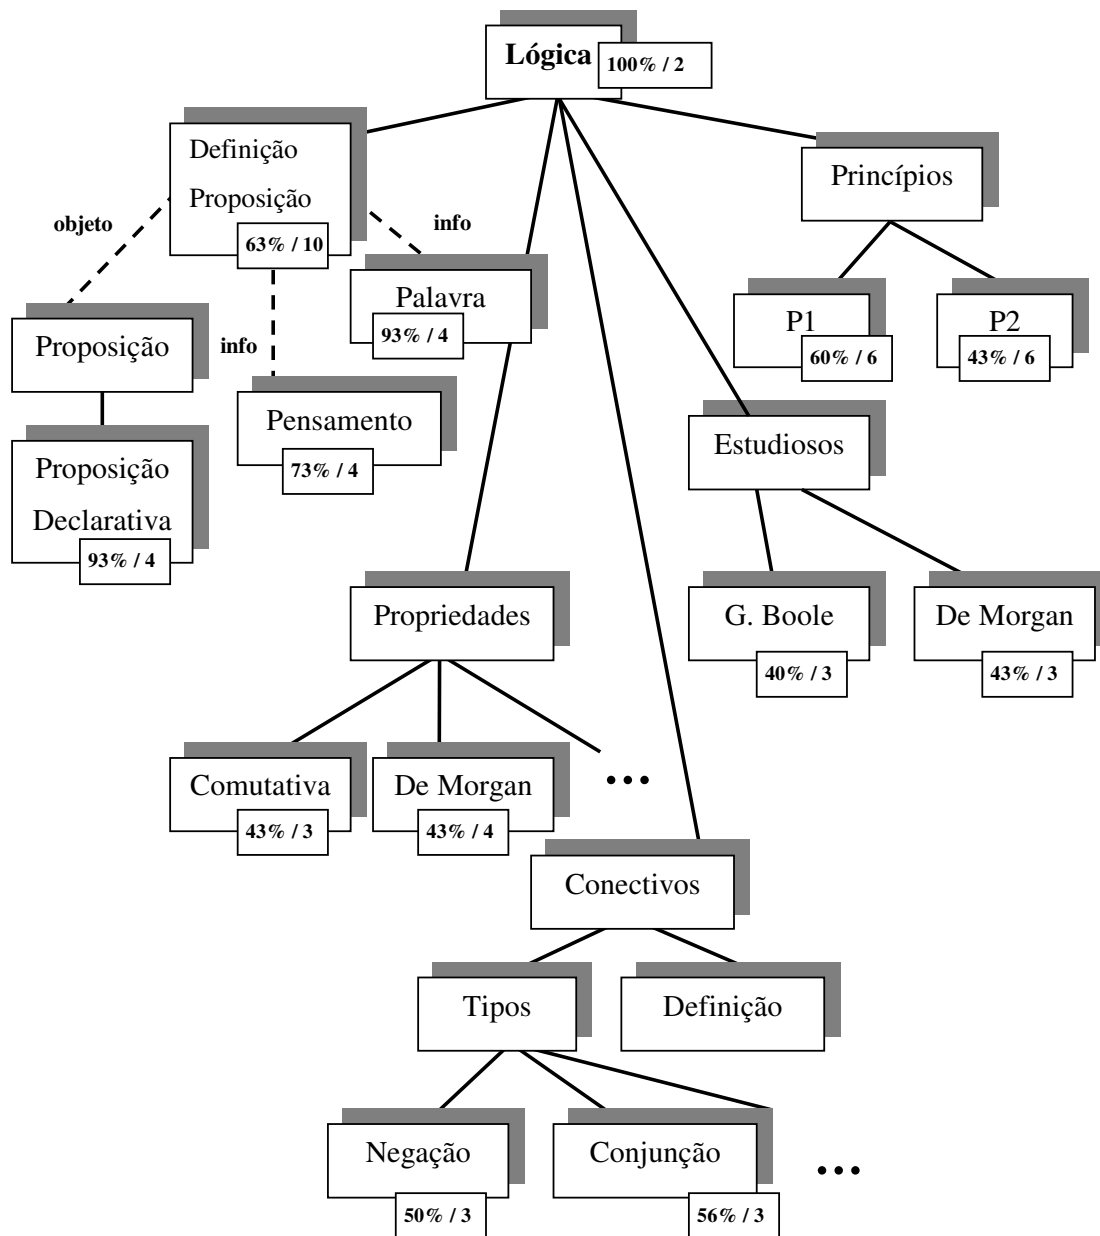 Lógica
100% / 2
Definição
Proposição
63% / 10
Princípios
objeto
info
Palavra
93% / 4
P1
60% / 6
P2
43% / 6
Proposição
info
Pensamento
73% / 4
Estudiosos
Proposição
Declarativa
93% / 4
Propriedades
G. Boole
40% / 3
De Morgan
43% / 3
Comutativa
43% / 3
De Morgan
43% / 4
...
Conectivos
Tipos
Definição
Negação
50% / 3
Conjunção
56% / 3
...